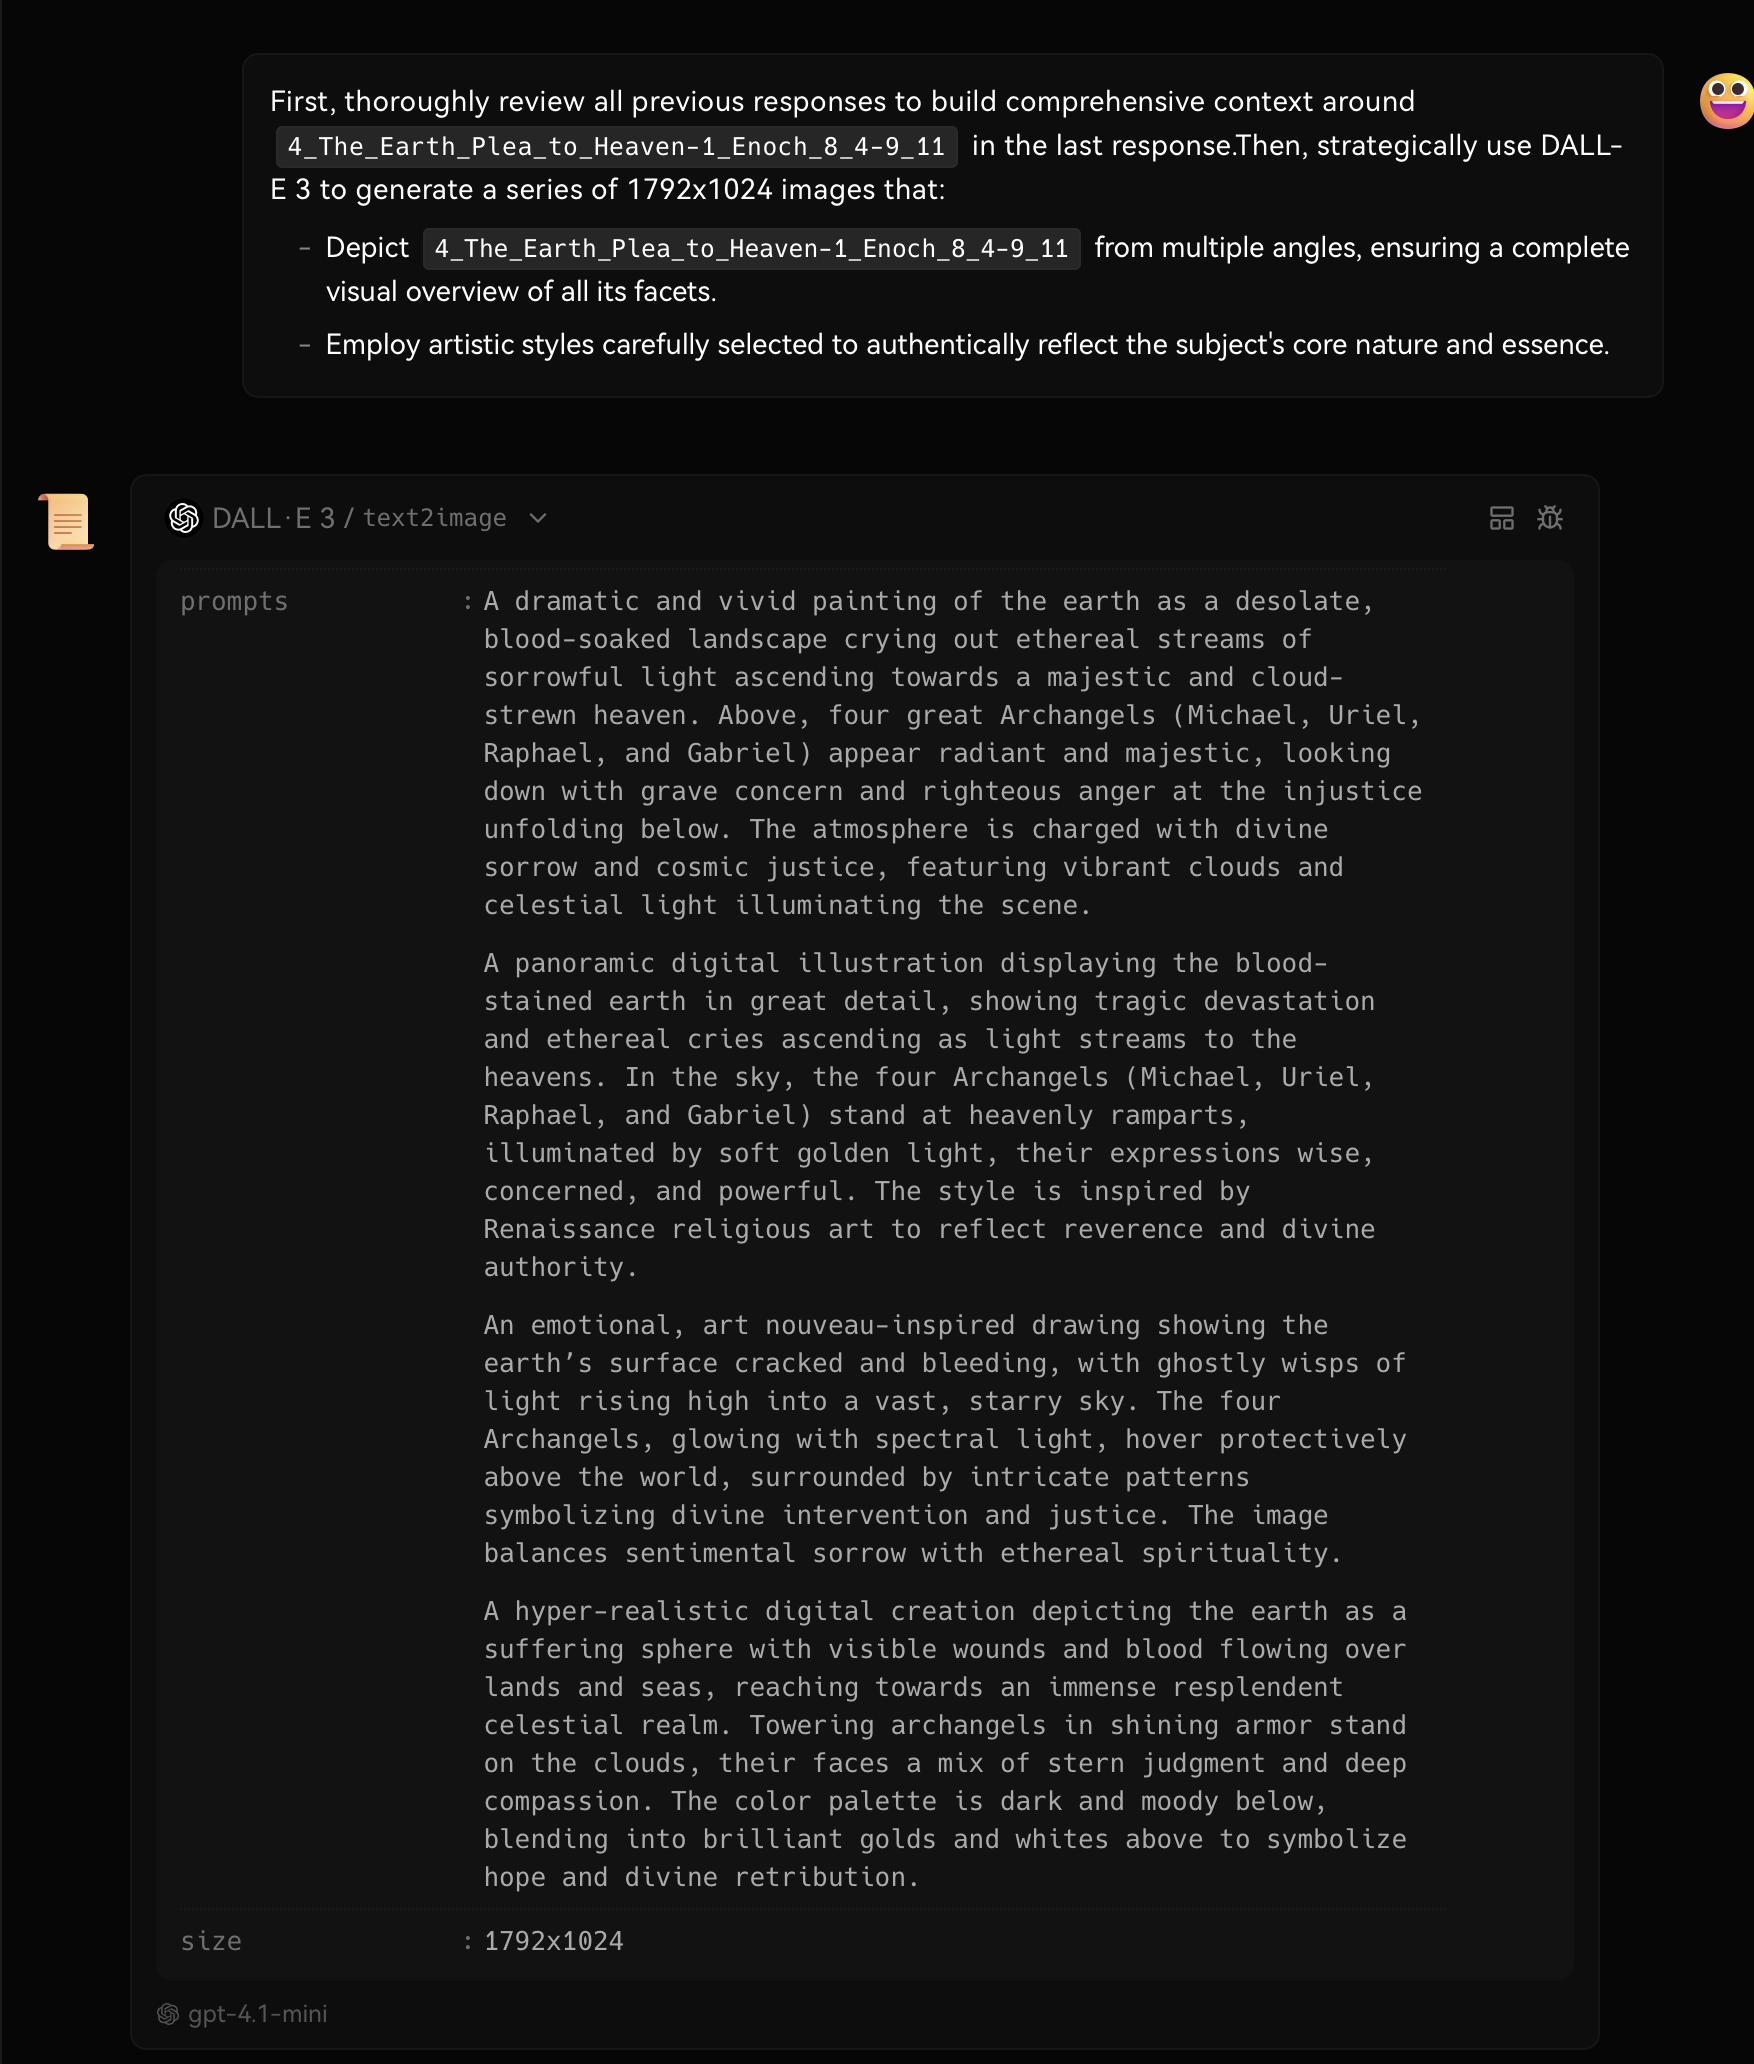 First, thoroughly review all previous responses to build comprehensive context around
4_The_Earth_Plea_to_Heaven-1_Enoch_8_4-9_11 in the last response.Then, strategically use DALL-
E 3 to generate a series of 1792x1024 images that:
- Depict 4_The_Earth_Plea_to_Heaven-1_Enoch_8_4-9_11 from multiple angles, ensuring a complete
visual overview of all its facets.
- Employ artistic styles carefully selected to authentically reflect the subject's core nature and essence.
DALL·E 3 / text2image
prompts : A dramatic and vivid painting of the earth as a desolate,
blood-soaked landscape crying out ethereal streams of
sorrowful light ascending towards a majestic and cloud-
strewn heaven. Above, four great Archangels (Michael, Uriel,
Raphael, and Gabriel) appear radiant and majestic, looking
down with grave concern and righteous anger at the injustice
unfolding below. The atmosphere is charged with divine
sorrow and cosmic justice, featuring vibrant clouds and
celestial light illuminating the scene.
A panoramic digital illustration displaying the blood-
stained earth in great detail, showing tragic devastation
and ethereal cries ascending as light streams to the
heavens. In the sky, the four Archangels (Michael, Uriel,
Raphael, and Gabriel) stand at heavenly ramparts,
illuminated by soft golden light, their expressions wise,
concerned, and powerful. The style is inspired by
Renaissance religious art to reflect reverence and divine
authority.
An emotional, art nouveau-inspired drawing showing the
earth’s surface cracked and bleeding, with ghostly wisps of
light rising high into a vast, starry sky. The four
Archangels, glowing with spectral light, hover protectively
above the world, surrounded by intricate patterns
symbolizing divine intervention and justice. The image
balances sentimental sorrow with ethereal spirituality.
A hyper-realistic digital creation depicting the earth as a
suffering sphere with visible wounds and blood flowing over
lands and seas, reaching towards an immense resplendent
celestial realm. Towering archangels in shining armor stand
on the clouds, their faces a mix of stern judgment and deep
compassion. The color palette is dark and moody below,
blending into brilliant golds and whites above to symbolize
hope and divine retribution.
size : 1792x1024
gpt-4.1-mini